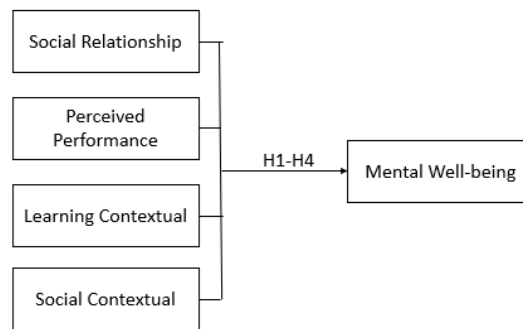 Social Relationship
Perceived
Performance
H1-H4
Mental Well-being
Learning Contextual
Social Contextual